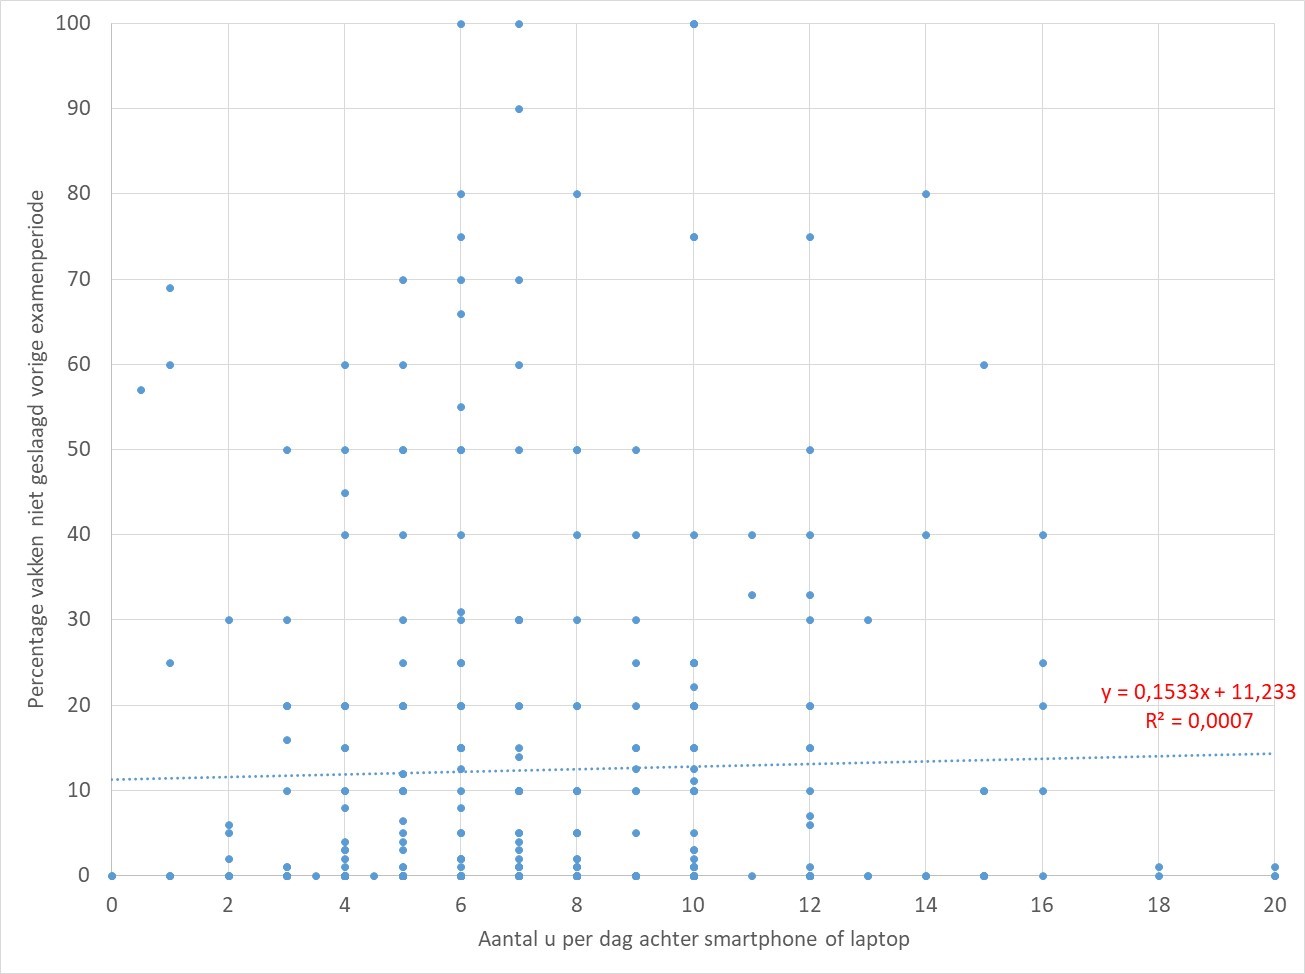 100
90
80
70
60
50
40
30
20
10
0
Percentage vakken niet geslaagd vorige examenperiode
y = 0,1533x + 11,233
R² = 0,0007
0 2 4 6 8 10 12 14 16 18 20
Aantal u per dag achter smartphone of laptop